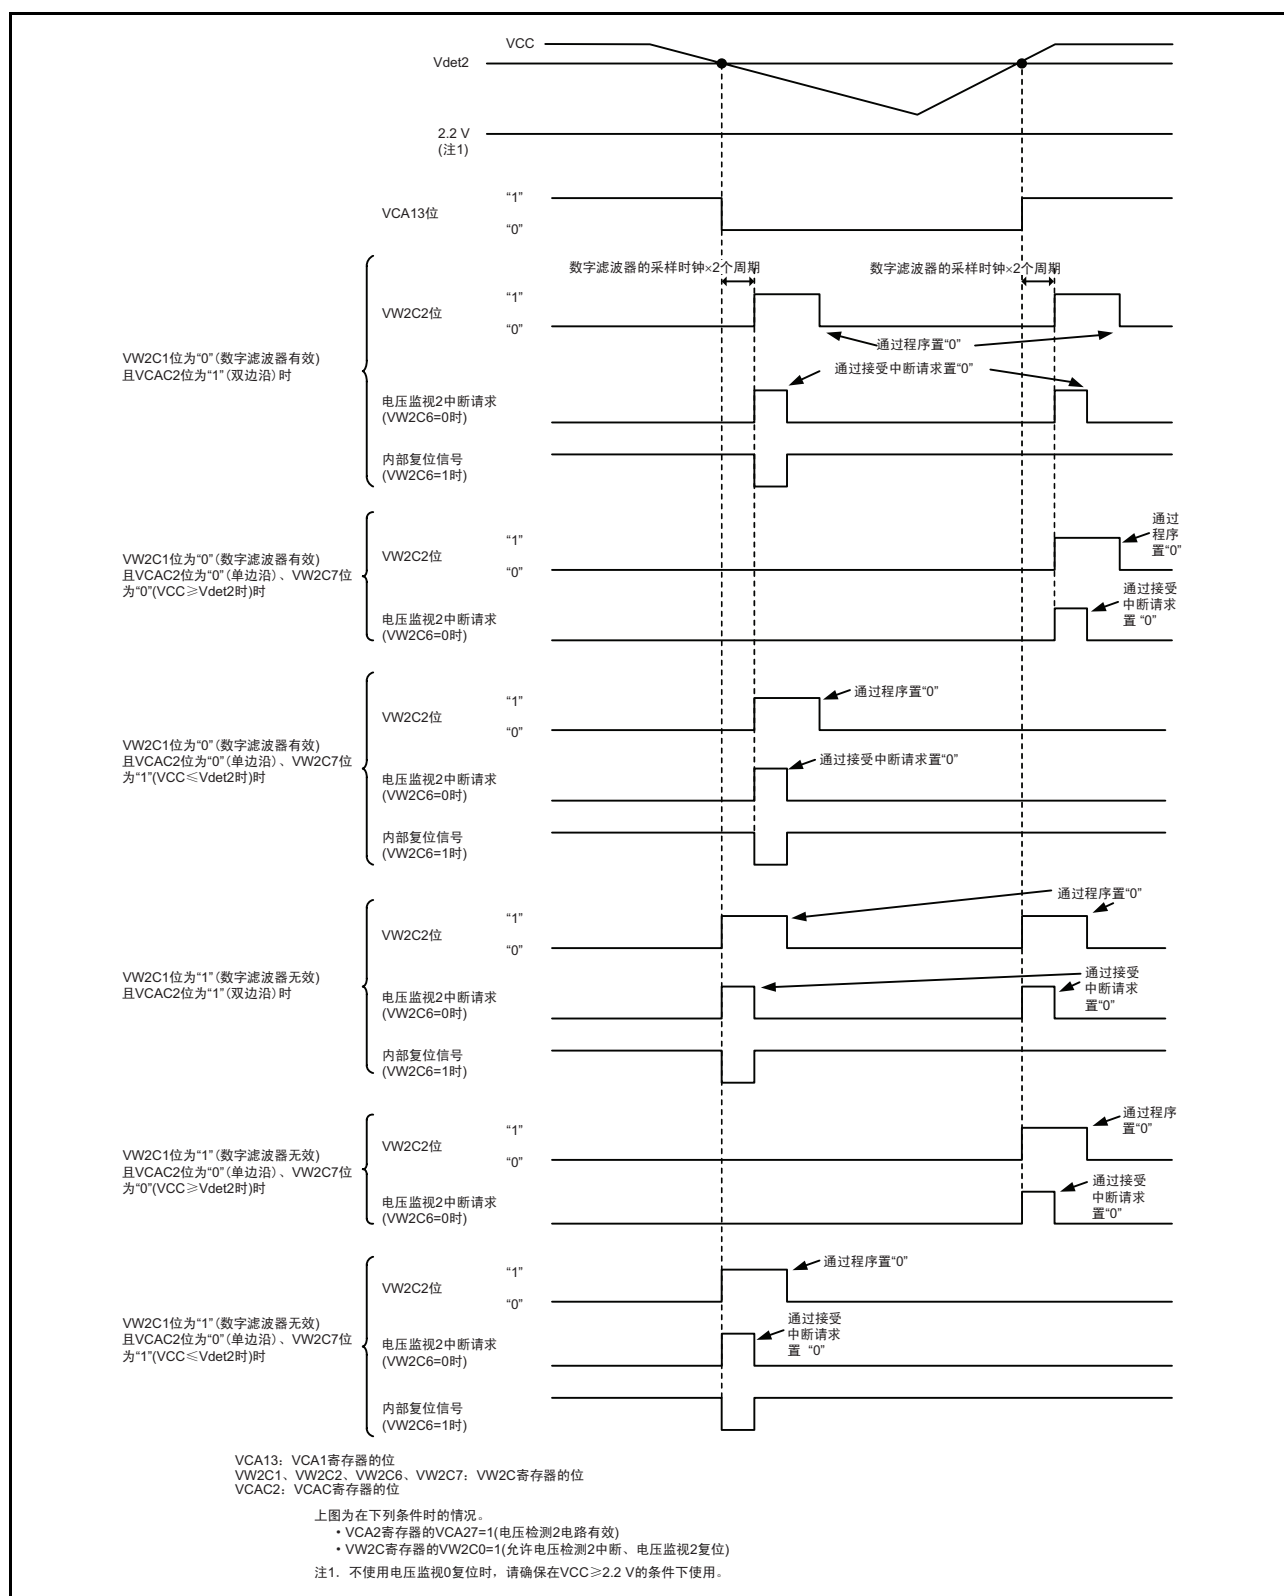 VCC
Vdet2
2.2 V
(注1)
VCA13位
“1”
“0”
数字滤波器的采样时钟×2个周期
数字滤波器的采样时钟×2个周期
VW2C1位为“0”(数字滤波器有效)
且VCAC2位为“1”(双边沿)时
VW2C2位
“1”
“0”
通过程序置“0”
通过接受中断请求置“0”
电压监视2中断请求
(VW2C6=0时)
内部复位信号
(VW2C6=1时)
VW2C1位为“0”(数字滤波器有效)
且VCAC2位为“0”(单边沿)、VW2C7位
为“0”(VCC≥Vdet2时)时
VW2C2位
“1”
“0”
通过
程序
置“0”
电压监视2中断请求
(VW2C6=0时)
通过接受
中断请求
置 “0”
VW2C1位为“0”(数字滤波器有效)
且VCAC2位为“0”(单边沿)、VW2C7位
为“1”(VCC≤Vdet2时)时
VW2C2位
“1”
“0”
通过程序置“0”
电压监视2中断请求
(VW2C6=0时)
通过接受中断请求置“0”
内部复位信号
(VW2C6=1时)
VW2C1位为“1”(数字滤波器无效)
且VCAC2位为“1”(双边沿)时
VW2C2位
“1”
“0”
通过程序置“0”
电压监视2中断请求
(VW2C6=0时)
通过接受
中断请求
置“0”
内部复位信号
(VW2C6=1时)
VW2C1位为“1”(数字滤波器无效)
且VCAC2位为“0”(单边沿)、VW2C7位
为“0”(VCC≥Vdet2时)时
VW2C2位
“1”
“0”
通过程序
置“0”
电压监视2中断请求
(VW2C6=0时)
通过接受
中断请求
置“0”
VW2C1位为“1”(数字滤波器无效)
且VCAC2位为“0”(单边沿)、VW2C7位
为“1”(VCC≤Vdet2时)时
VW2C2位
“1”
“0”
通过程序置“0”
电压监视2中断请求
(VW2C6=0时)
通过接受
中断请求
置 “0”
内部复位信号
(VW2C6=1时)
VCA13：VCA1寄存器的位
VW2C1、VW2C2、VW2C6、VW2C7：VW2C寄存器的位
VCAC2：VCAC寄存器的位
上图为在下列条件时的情况。
• VCA2寄存器的VCA27=1(电压检测2电路有效)
• VW2C寄存器的VW2C0=1(允许电压检测2中断、电压监视2复位)
注1. 不使用电压监视0复位时，请确保在VCC≥2.2 V的条件下使用。